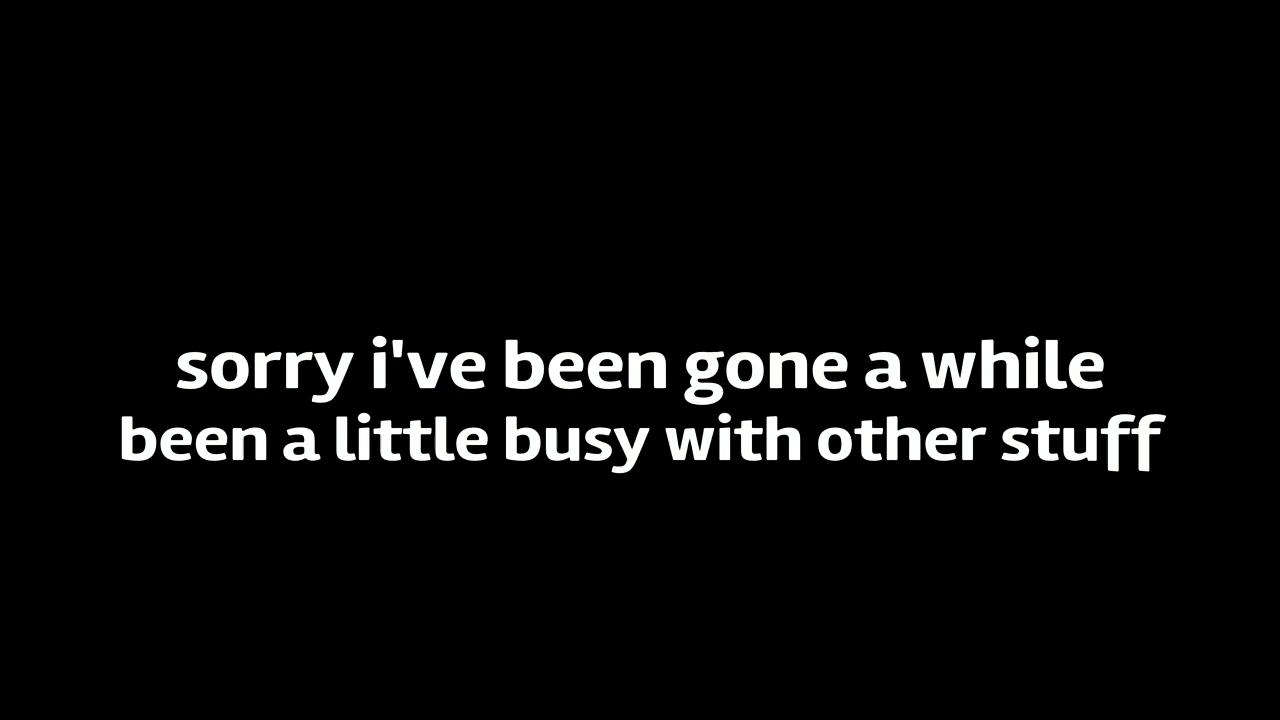 sorry i've been gone a while
been a little busy with other stuff